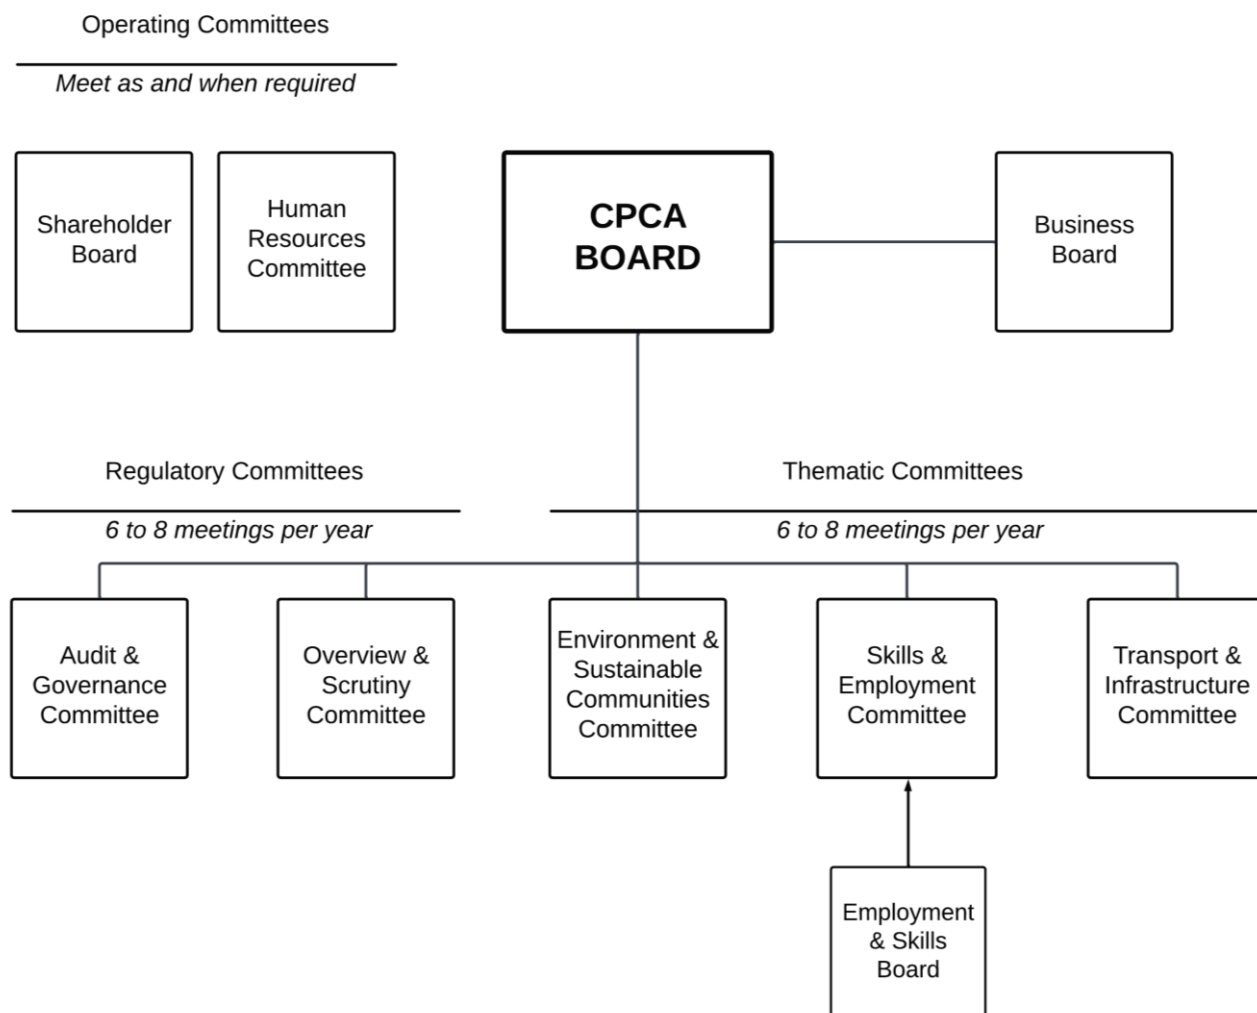 Operating Committees
Meet as and when required
Shareholder
Board
Human
Resources
Committee
CPCA
BOARD
Business
Board
Regulatory Committees
6 to 8 meetings per year
Thematic Committees
6 to 8 meetings per year
Audit &
Governance
Committee
Overview &
Scrutiny
Committee
Environment &
Sustainable
Communities
Committee
Skills &
Employment
Committee
Transport &
Infrastructure
Committee
Employment
& Skills
Board